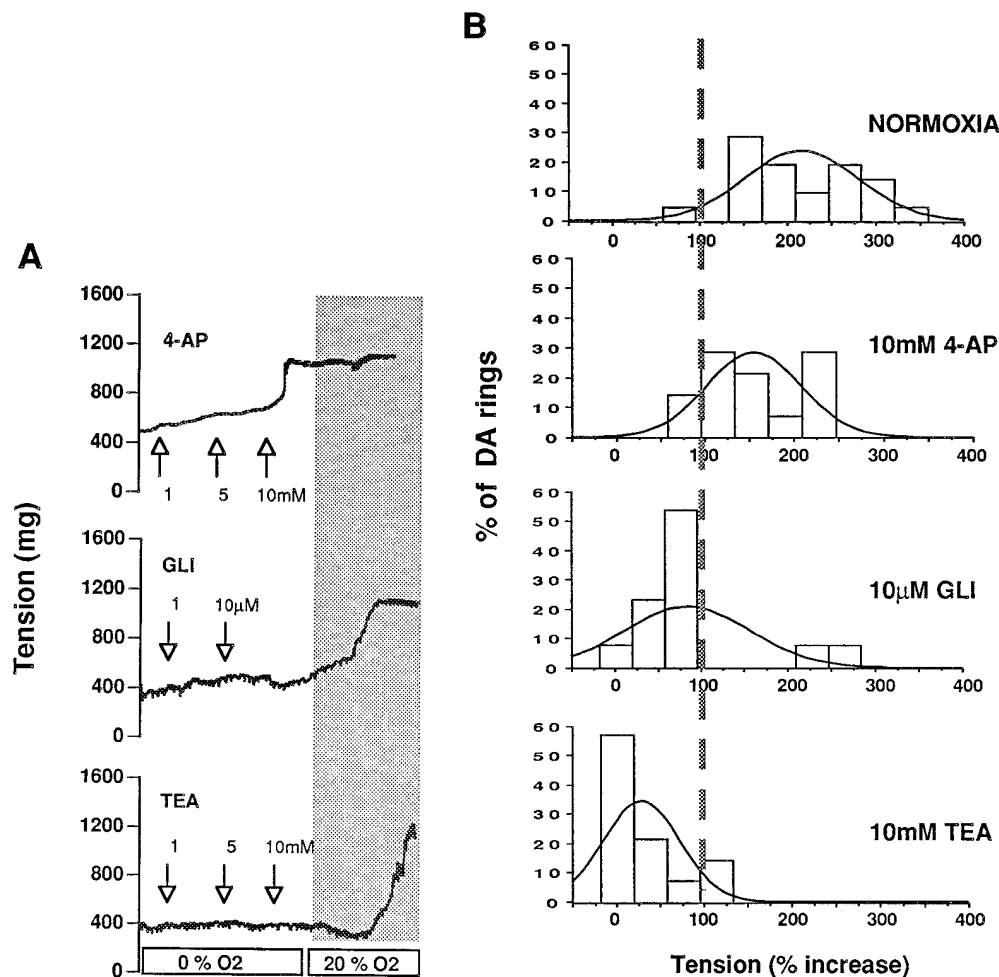 A
Tension (mg)
1600
1200
800
400
0
4-AP
1 5 10mM
1600
1200
800
400
0
GLI
1 10μM
1600
1200
800
400
0
TEA
1 5 10mM
0 % O2 20 % O2
B
% of DA rings
60
50
40
30
20
10
0
NORMOXIA
0 100 200 300 400
60
50
40
30
20
10
0
10mM 4-AP
0 100 200 300 400
60
50
40
30
20
10
0
10μM GLI
0 100 200 300 400
60
50
40
30
20
10
0
10mM TEA
0 100 200 300 400
Tension (% increase)